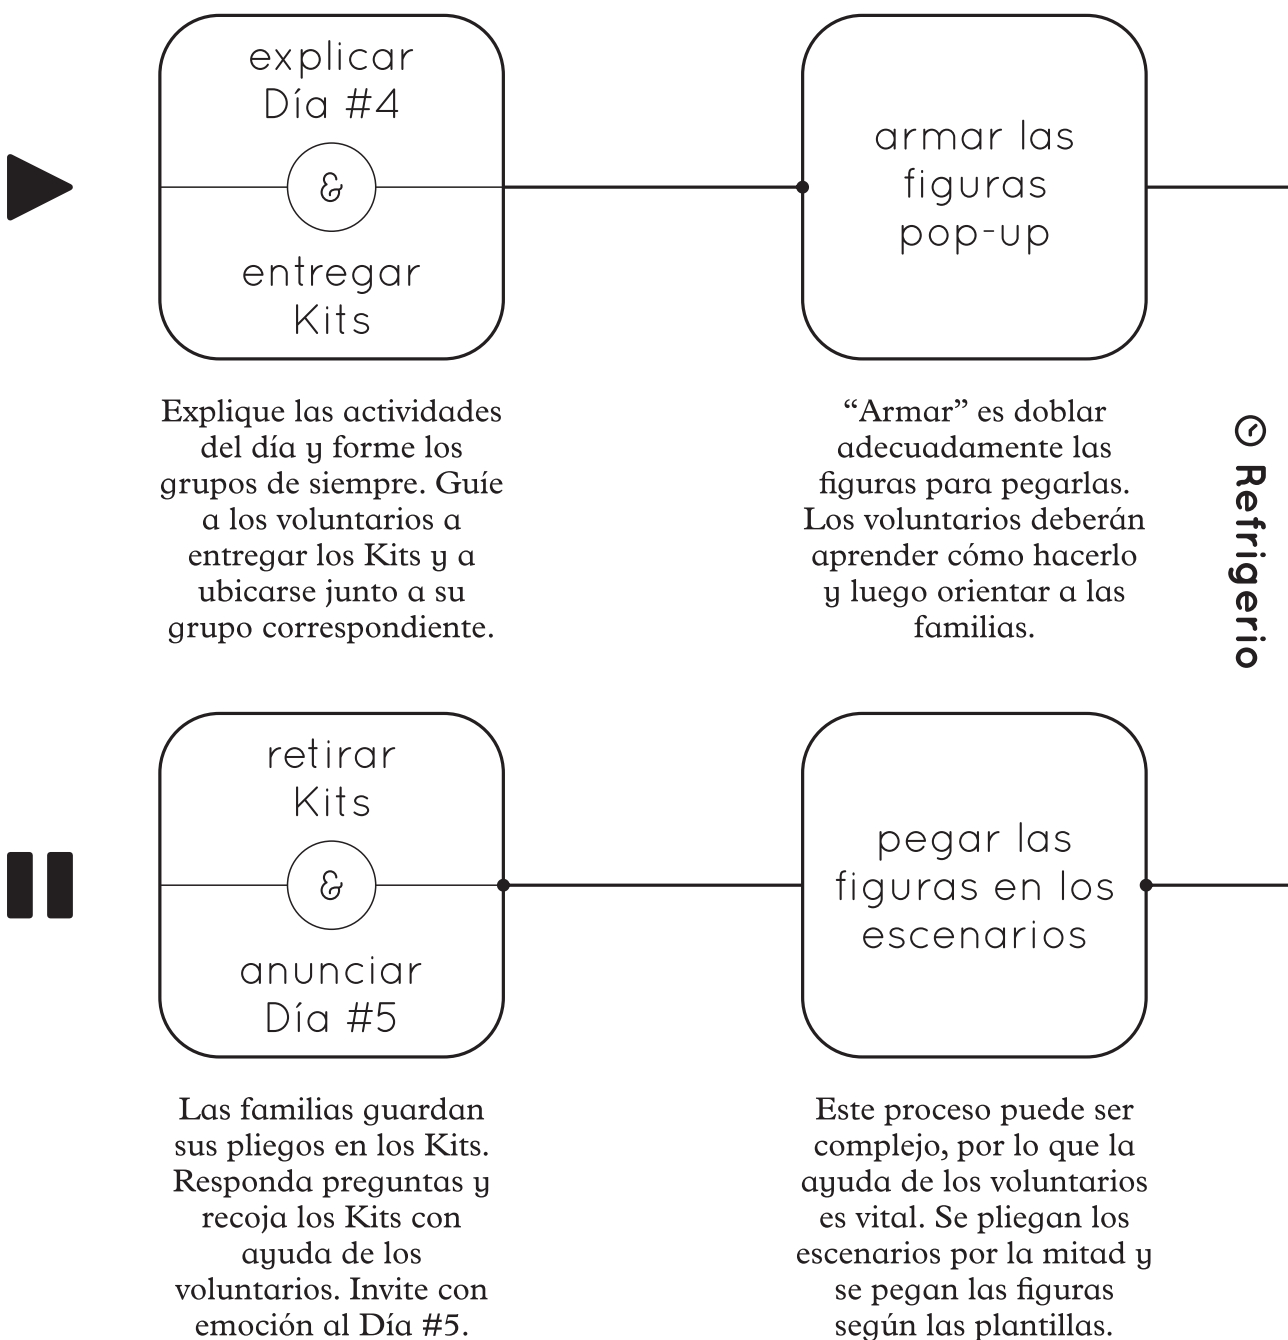 explicar
Día #4
&
entregar
Kits
Explique las actividades
del día y forme los
grupos de siempre. Guíe
a los voluntarios a
entregar los Kits y a
ubicarse junto a su
grupo correspondiente.
armar las
figuras
pop-up
“Armar” es doblar
adecuadamente las
figuras para pegarlas.
Los voluntarios deberán
aprender cómo hacerlo
y luego orientar a las
familias.
Refrigerio
retirar
Kits
&
anunciar
Día #5
Las familias guardan
sus pliegos en los Kits.
Responda preguntas y
recoja los Kits con
ayuda de los
voluntarios. Invite con
emoción al Día #5.
pegar las
figuras en los
escenarios
Este proceso puede ser
complejo, por lo que la
ayuda de los voluntarios
es vital. Se pliegan los
escenarios por la mitad y
se pegan las figuras
según las plantillas.